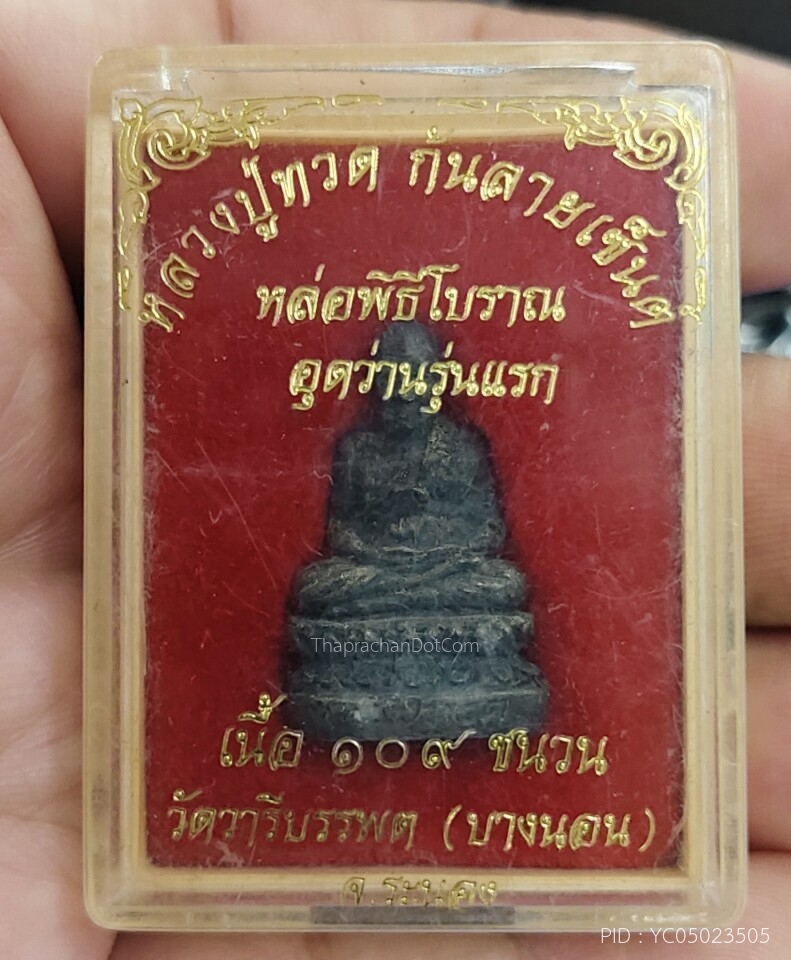 หลวงปู่ทวด ก้นลายเซ็นต์
หล่อพิธีโบราณ
อุดว่านรุ่นแรก
ThaprachanDotCom
เนื้อ ๑๐๙ ชนวน
วัดวารีบรรพต (บางนอน)
จ.ระนอง
PID : YC05023505